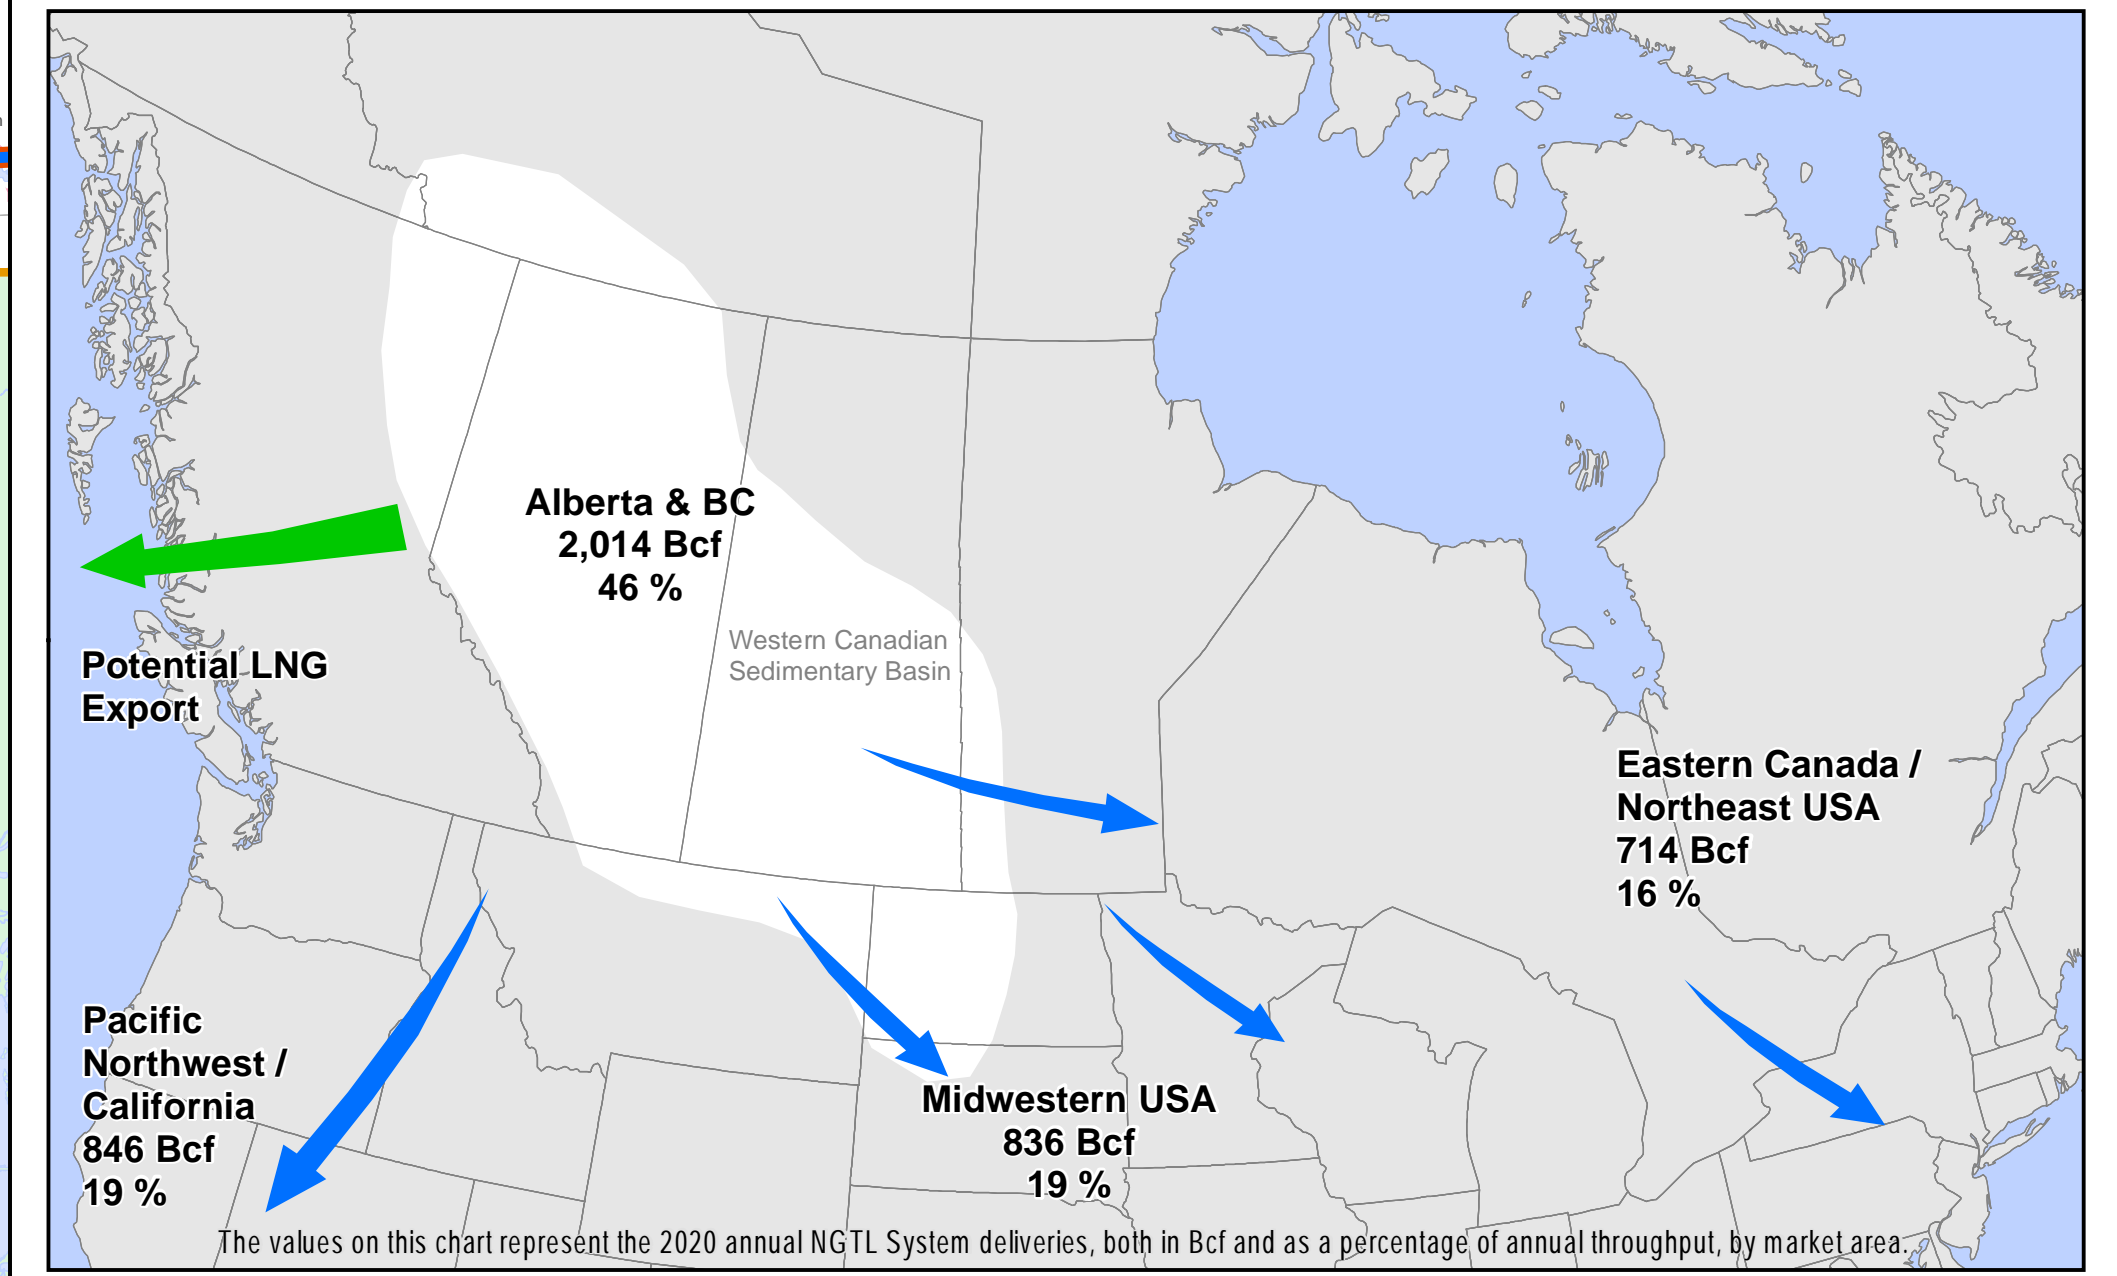 Alberta & BC
2,014 Bcf
46 %
Western Canadian
Sedimentary Basin
Potential LNG
Export
Eastern Canada /
Northeast USA
714 Bcf
16 %
Pacific
Northwest /
California
846 Bcf
19 %
Midwestern USA
836 Bcf
19 %
The values on this chart represent the 2020 annual NGTL System deliveries, both in Bcf and as a percentage of annual throughput, by market area.